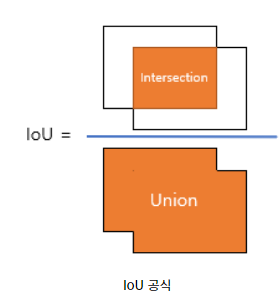 Intersection
IoU =
Union
IoU 공식